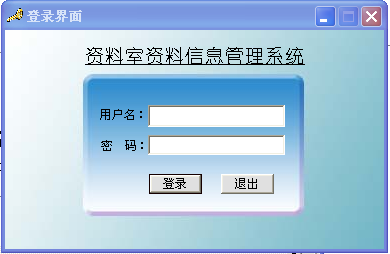 登录界面
资料室资料信息管理系统
用户名：
密　码：
登录　退出